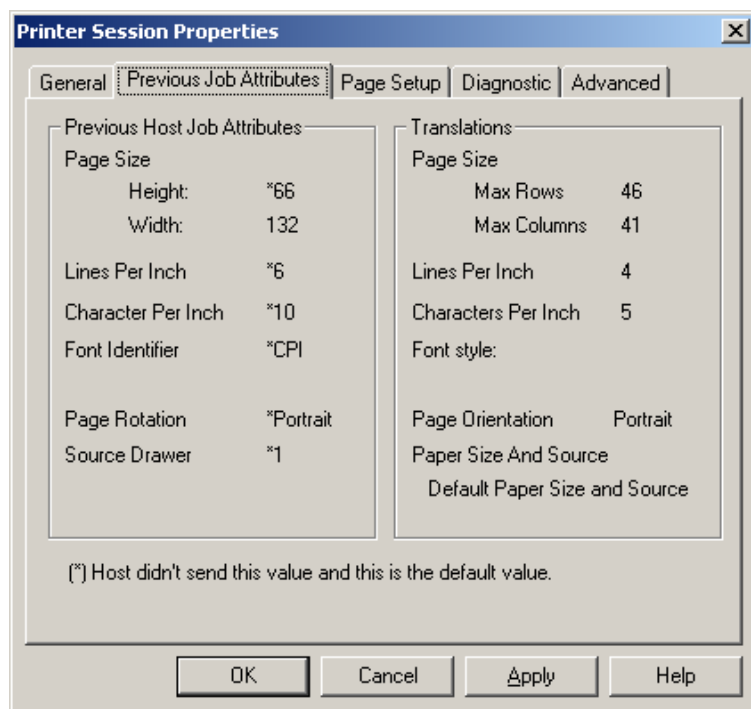 Printer Session Properties
General Previous Job Attributes Page Setup Diagnostic Advanced
Previous Host Job Attributes
Page Size
Height: *66
Width: 132
Lines Per Inch *6
Character Per Inch *10
Font Identifier *CPI
Page Rotation *Portrait
Source Drawer *1
Translations
Page Size
Max Rows 46
Max Columns 41
Lines Per Inch 4
Characters Per Inch 5
Font style:
Page Orientation Portrait
Paper Size And Source
Default Paper Size and Source
(*) Host didn't send this value and this is the default value.
OK Cancel Apply Help